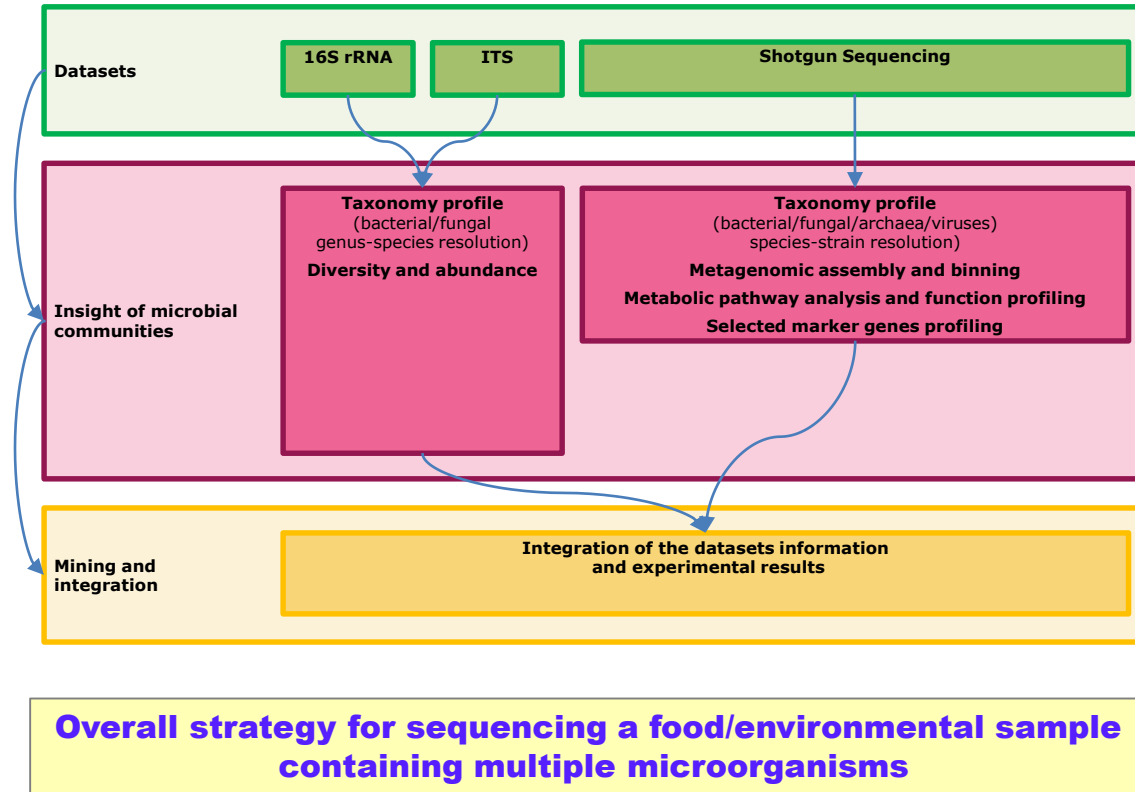 Datasets
16S rRNA
ITS
Shotgun Sequencing
Insight of microbial
communities
Taxonomy profile
(bacterial/fungal
genus-species resolution)
Diversity and abundance
Taxonomy profile
(bacterial/fungal/archaea/viruses)
species-strain resolution)
Metagenomic assembly and binning
Metabolic pathway analysis and function profiling
Selected marker genes profiling
Mining and
integration
Integration of the datasets information
and experimental results
Overall strategy for sequencing a food/environmental sample
containing multiple microorganisms